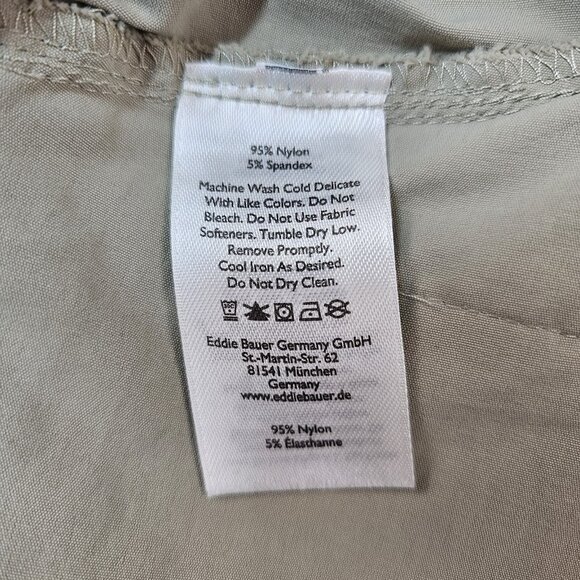 95% Nylon
5% Spandex
Machine Wash Cold Delicate
With Like Colors. Do Not
Bleach. Do Not Use Fabric
Softeners. Tumble Dry Low.
Remove Promptly.
Cool Iron As Desired.
Do Not Dry Clean.
30C
Eddie Bauer Germany GmbH
St.-Martin-Str. 62
81541 München
Germany
www.eddiebauer.de
95% Nylon
5% Élasthanne